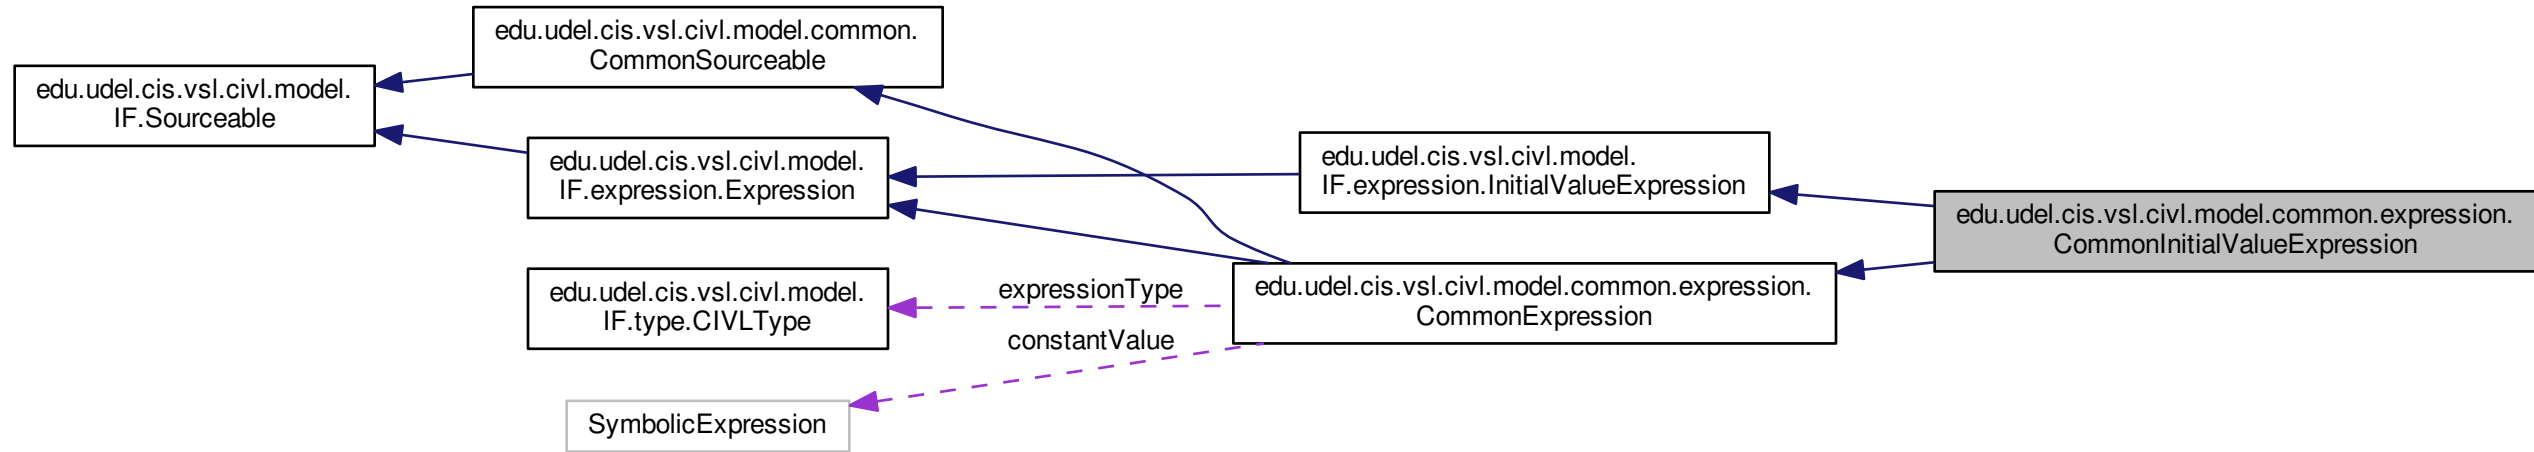 edu.udel.cis.vsl.civl.model.common.
CommonSourceable
edu.udel.cis.vsl.civl.model.
IF.Sourceable
edu.udel.cis.vsl.civl.model.
IF.expression.Expression
edu.udel.cis.vsl.civl.model.
IF.expression.InitialValueExpression
edu.udel.cis.vsl.civl.model.common.expression.
CommonInitialValueExpression
edu.udel.cis.vsl.civl.model.
IF.type.CIVLType
expressionType
edu.udel.cis.vsl.civl.model.common.expression.
CommonExpression
constantValue
SymbolicExpression